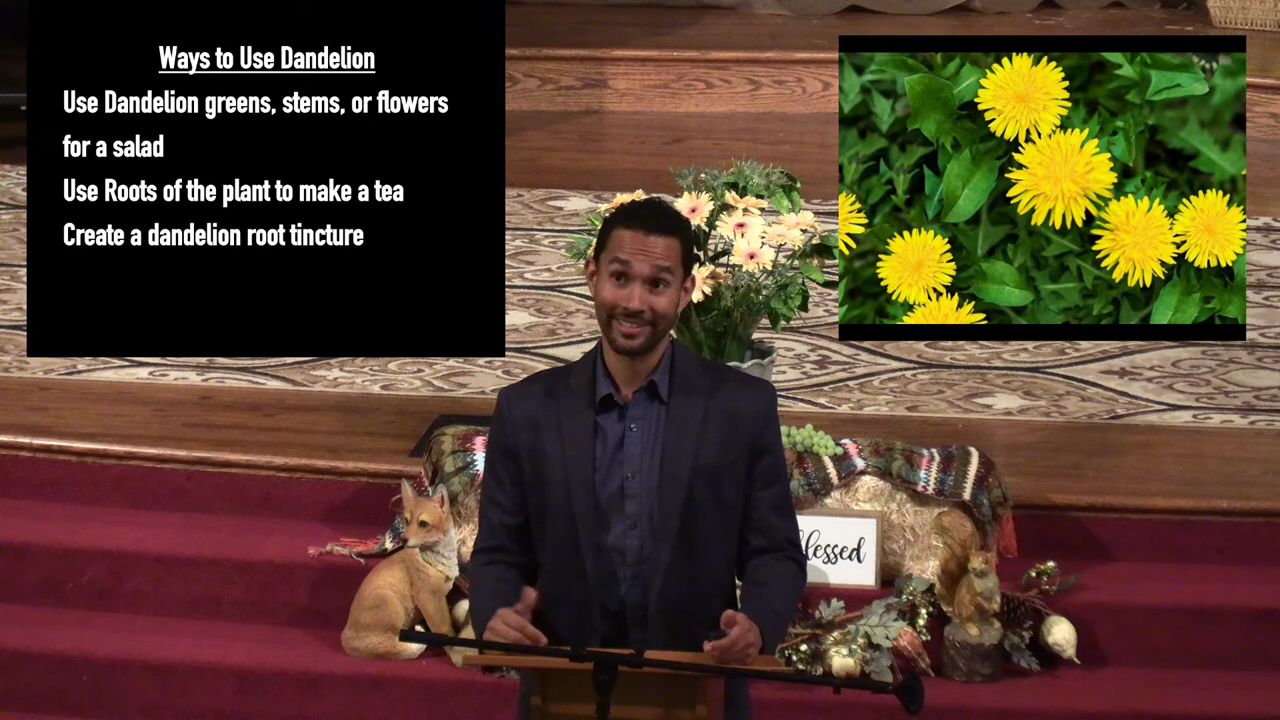 Ways to Use Dandelion
Use Dandelion greens, stems, or flowers
for a salad
Use Roots of the plant to make a tea
Create a dandelion root tincture
lessed